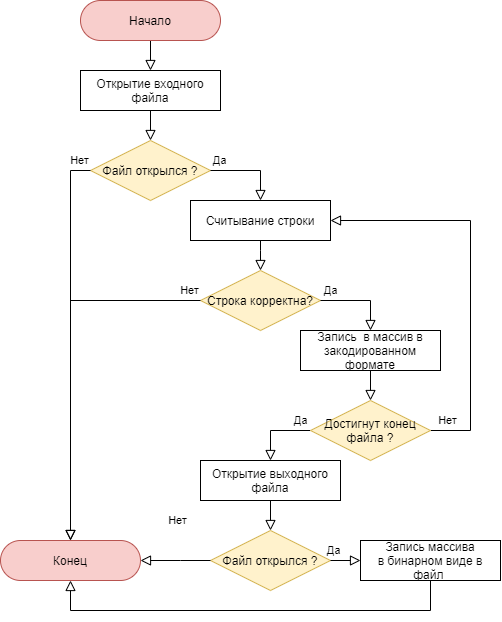 Начало
Открытие входного
файла
Нет
Файл открылся ?
Да
Считывание строки
Нет
Строка корректна?
Да
Запись в массив в
закодированном
формате
Да
Достигнут конец
файла ?
Нет
Открытие выходного
файла
Нет
Конец
Файл открылся ?
Да
Запись массива
в бинарном виде в
файл